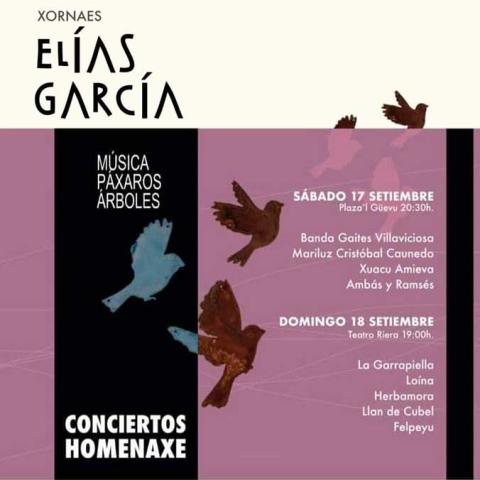 XORNAES
ELÍAS
GARCÍA
MÚSICA
PÁXAROS
ÁRBOLES
SÁBADO 17 SETIEMBRE
Plaza'l Güevu 20:30h.
Banda Gaites Villaviciosa
Mariluz Cristóbal Caunedo
Xuacu Amieva
Ambás y Ramsés
DOMINGO 18 SETIEMBRE
Teatro Riera 19:00h.
La Garrapiella
Loína
Herbamora
Llan de Cubel
Felpeyu
CONCIERTOS
HOMENAXE